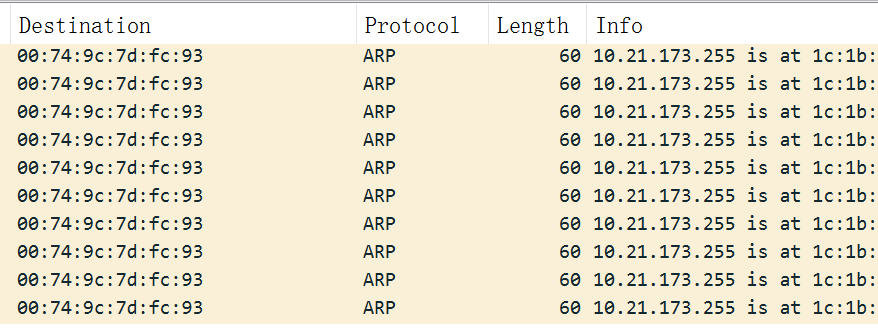 Destination Protocol Length Info
00:74:9c:7d:fc:93 ARP 60 10.21.173.255 is at 1c:1b:
00:74:9c:7d:fc:93 ARP 60 10.21.173.255 is at 1c:1b:
00:74:9c:7d:fc:93 ARP 60 10.21.173.255 is at 1c:1b:
00:74:9c:7d:fc:93 ARP 60 10.21.173.255 is at 1c:1b:
00:74:9c:7d:fc:93 ARP 60 10.21.173.255 is at 1c:1b:
00:74:9c:7d:fc:93 ARP 60 10.21.173.255 is at 1c:1b:
00:74:9c:7d:fc:93 ARP 60 10.21.173.255 is at 1c:1b:
00:74:9c:7d:fc:93 ARP 60 10.21.173.255 is at 1c:1b:
00:74:9c:7d:fc:93 ARP 60 10.21.173.255 is at 1c:1b:
00:74:9c:7d:fc:93 ARP 60 10.21.173.255 is at 1c:1b: